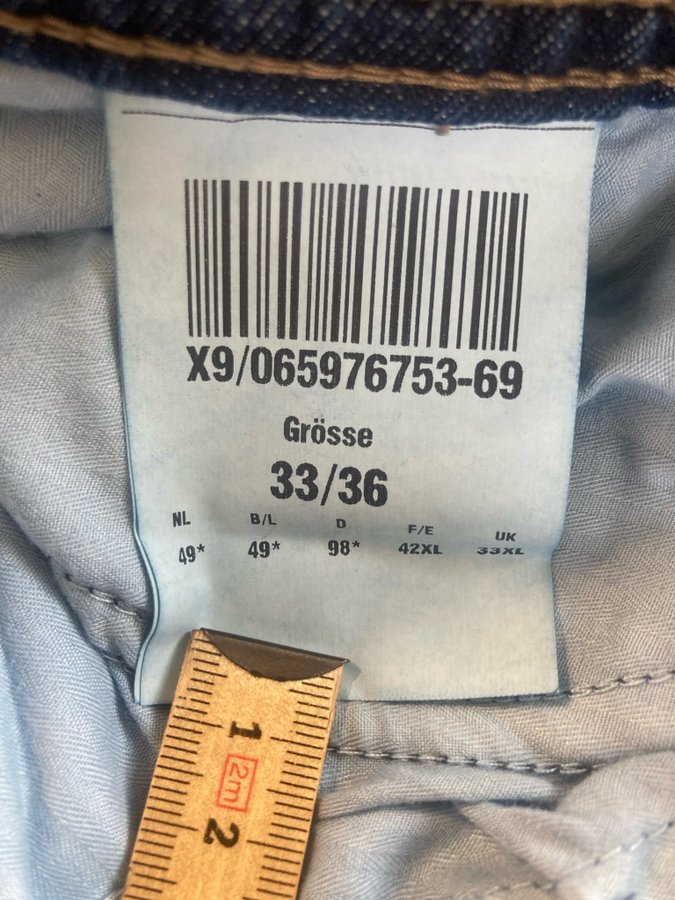 X9/065976753-69
Grösse
33/36
NL B/L D F/E UK
49* 49* 98* 42XL 33XL
1
2m
2